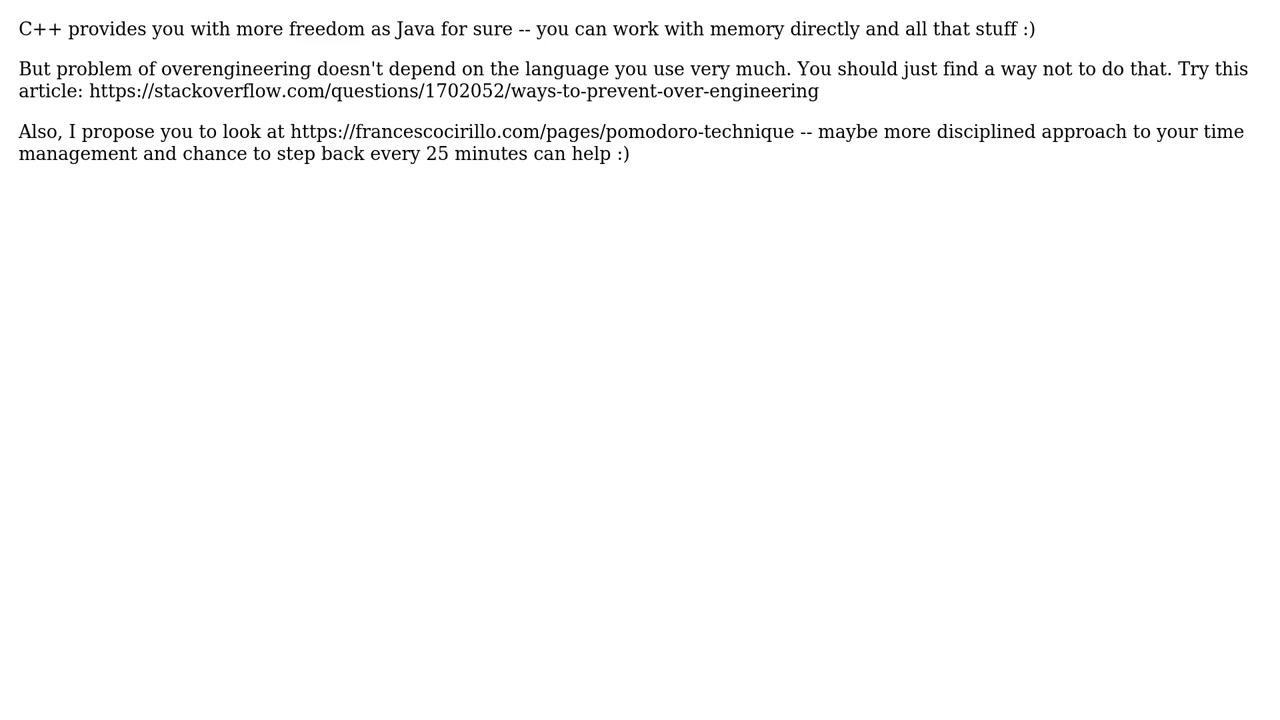 C++ provides you with more freedom as Java for sure -- you can work with memory directly and all that stuff :)
But problem of overengineering doesn't depend on the language you use very much. You should just find a way not to do that. Try this
article: https://stackoverflow.com/questions/1702052/ways-to-prevent-over-engineering
Also, I propose you to look at https://francescocirillo.com/pages/pomodoro-technique -- maybe more disciplined approach to your time
management and chance to step back every 25 minutes can help :)